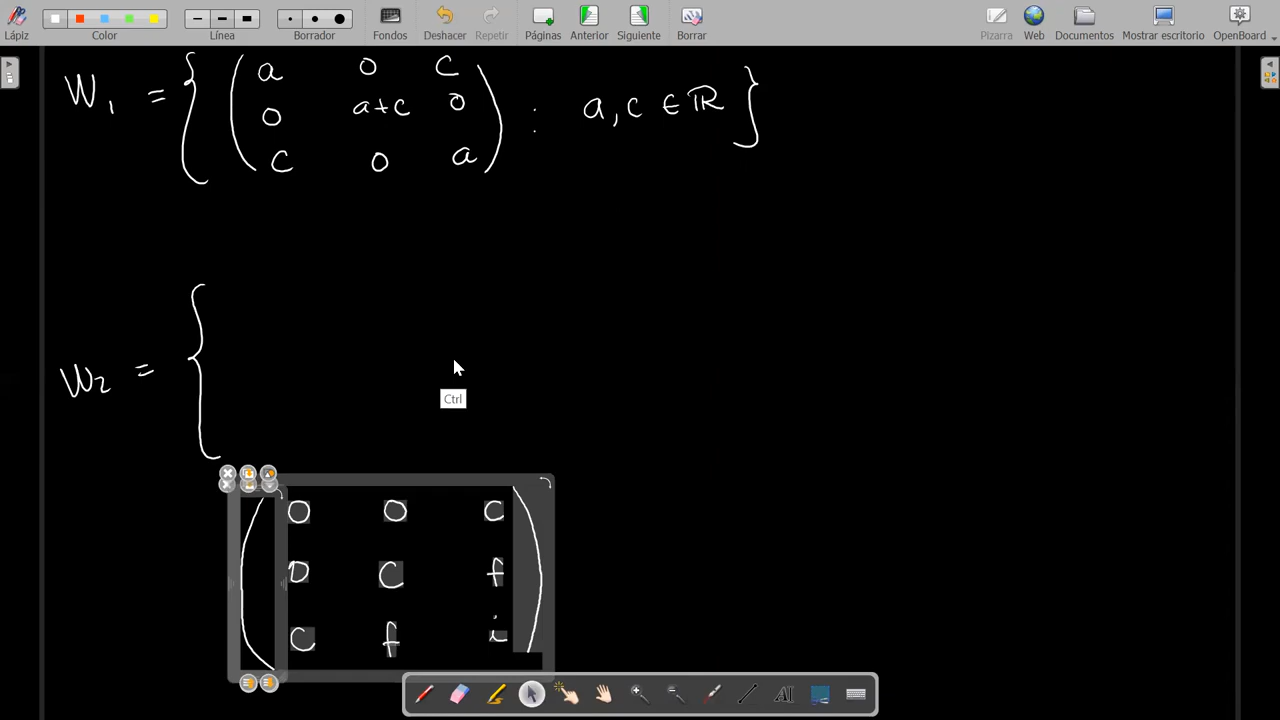 Color Línea Borrador Fondos Deshacer Repetir Páginas Anterior Siguiente Borrar Pizarra Web Documentos Mostrar escritorio OpenBoard
Lápiz
W₁ = { ( a 0 c
0 a+c 0 ) : a, c ∈ ℝ }
c 0 a
W₂ = {
Ctrl
( 0 0 c
0 c f
c f i )
AI